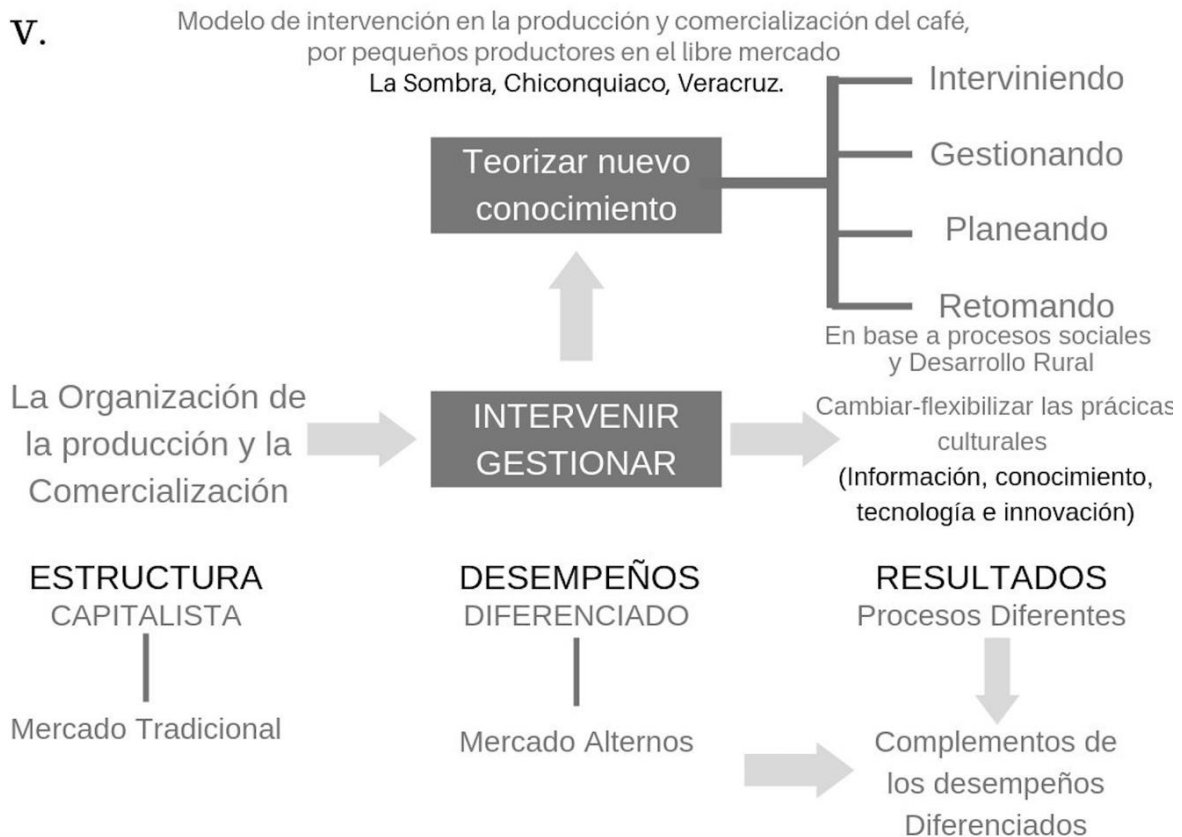 V.
Modelo de intervención en la producción y comercialización del café,
por pequeños productores en el libre mercado
La Sombra, Chiconquiaco, Veracruz.
Teorizar nuevo
conocimiento
Interviniendo
Gestionando
Planeando
Retomando
En base a procesos sociales
y Desarrollo Rural
La Organización de
la producción y la
Comercialización
INTERVENIR
GESTIONAR
Cambiar-flexibilizar las prácicas
culturales
(Información, conocimiento,
tecnología e innovación)
ESTRUCTURA
CAPITALISTA
Mercado Tradicional
DESEMPEÑOS
DIFERENCIADO
Mercado Alternos
RESULTADOS
Procesos Diferentes
Complementos de
los desempeños
Diferenciados